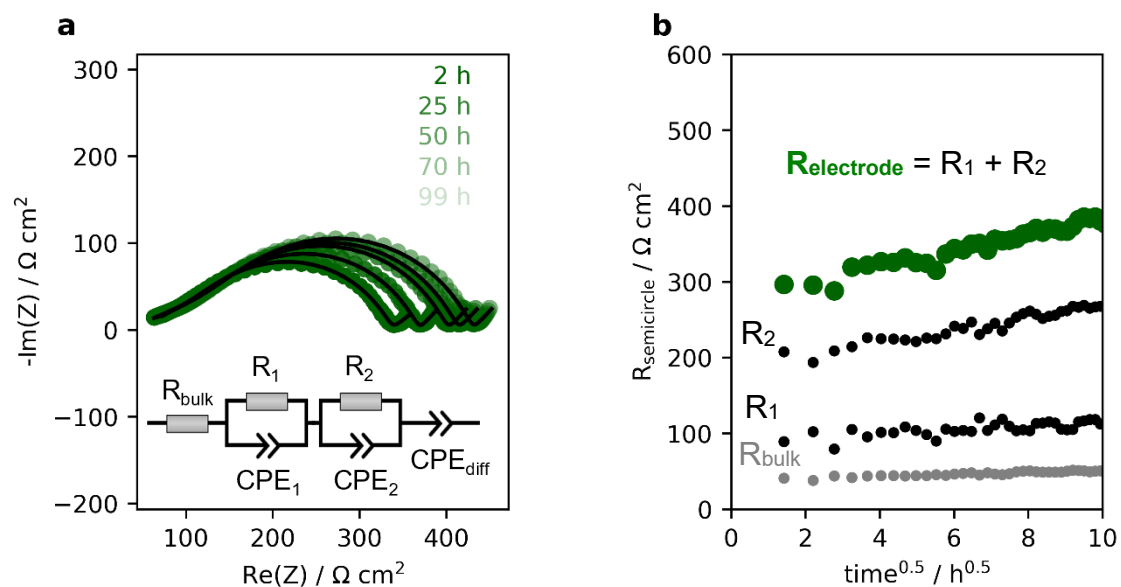 a
300
200
100
0
−100
−200
-Im(Z) / Ω cm²
2 h
25 h
50 h
70 h
99 h
R_bulk
R₁
R₂
CPE₁
CPE₂
CPE_diff
100
200
300
400
Re(Z) / Ω cm²
b
600
500
400
300
200
100
0
R_semicircle / Ω cm²
R_electrode = R₁ + R₂
R₂
R₁
R_bulk
0
2
4
6
8
10
time^0.5 / h^0.5